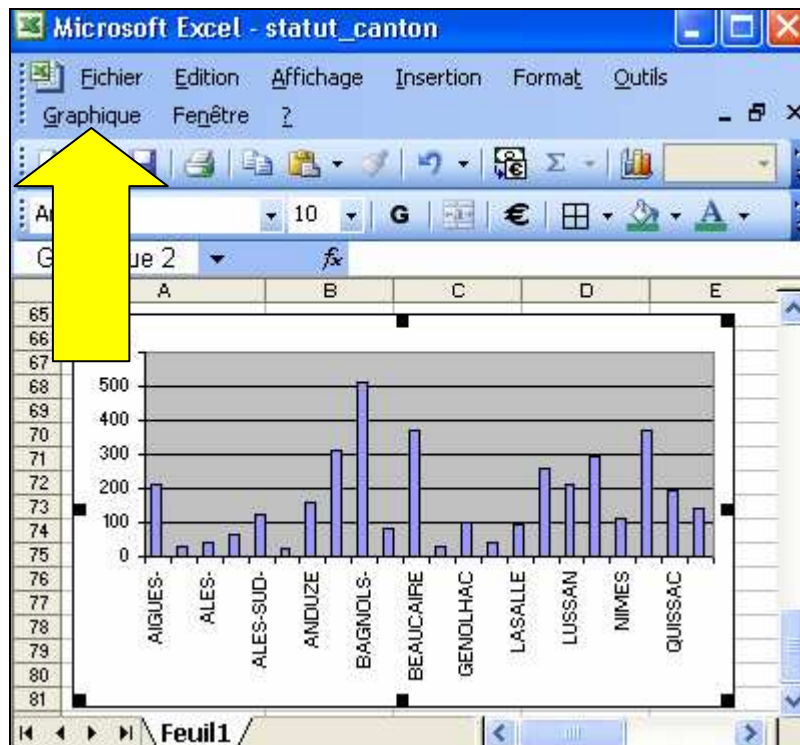 Microsoft Excel - statut_canton
Fichier Edition Affichage Insertion Format Outils
Graphique Fenêtre ?
10 G € A
2 fx
A B C D E
65
66
67
68 500
69
70 400
71 300
72 200
73
74 100
75 0
76
77
78
79
80
81
AIGUES- ALES- ALES-SUD- ANDUZE BAGNOLS- BEAUCAIRE GENOLHAC LASALLE LUSSAN NIMES QUISSAC
Feuil1